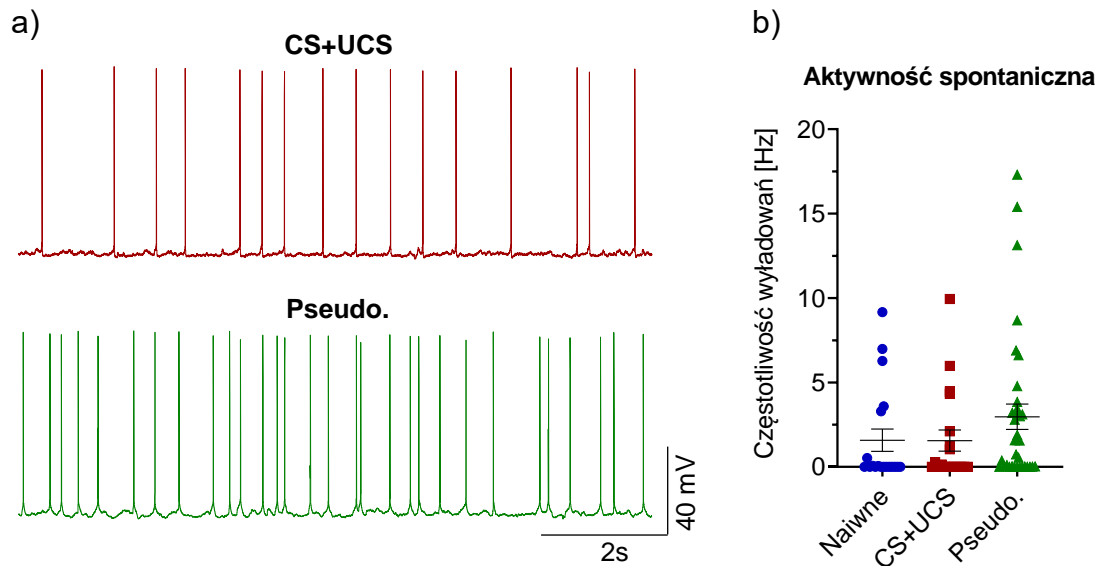 a)
CS+UCS
Pseudo.
40 mV
2s
b)
Aktywność spontaniczna
Częstotliwość wyładowań [Hz]
20
15
10
5
0
Naiwne
CS+UCS
Pseudo.